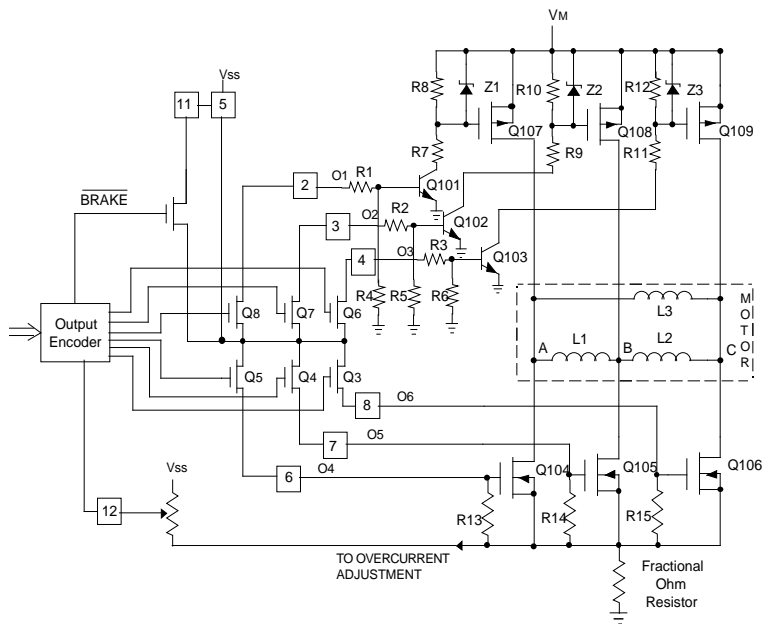 VM
R8
Z1
R10
Z2
R12
Z3
Vss
11
5
Q107
Q108
Q109
R7
R9
R11
BRAKE
2
O1
R1
Q101
3
O2
R2
Q102
4
O3
R3
Q103
R4
R5
R6
Output
Encoder
Q8
Q7
Q6
Q5
Q4
Q3
MOTOR
L3
A
L1
B
L2
C
8
O6
7
O5
6
O4
Q104
Q105
Q106
Vss
12
R13
R14
R15
TO OVERCURRENT
ADJUSTMENT
Fractional
Ohm
Resistor